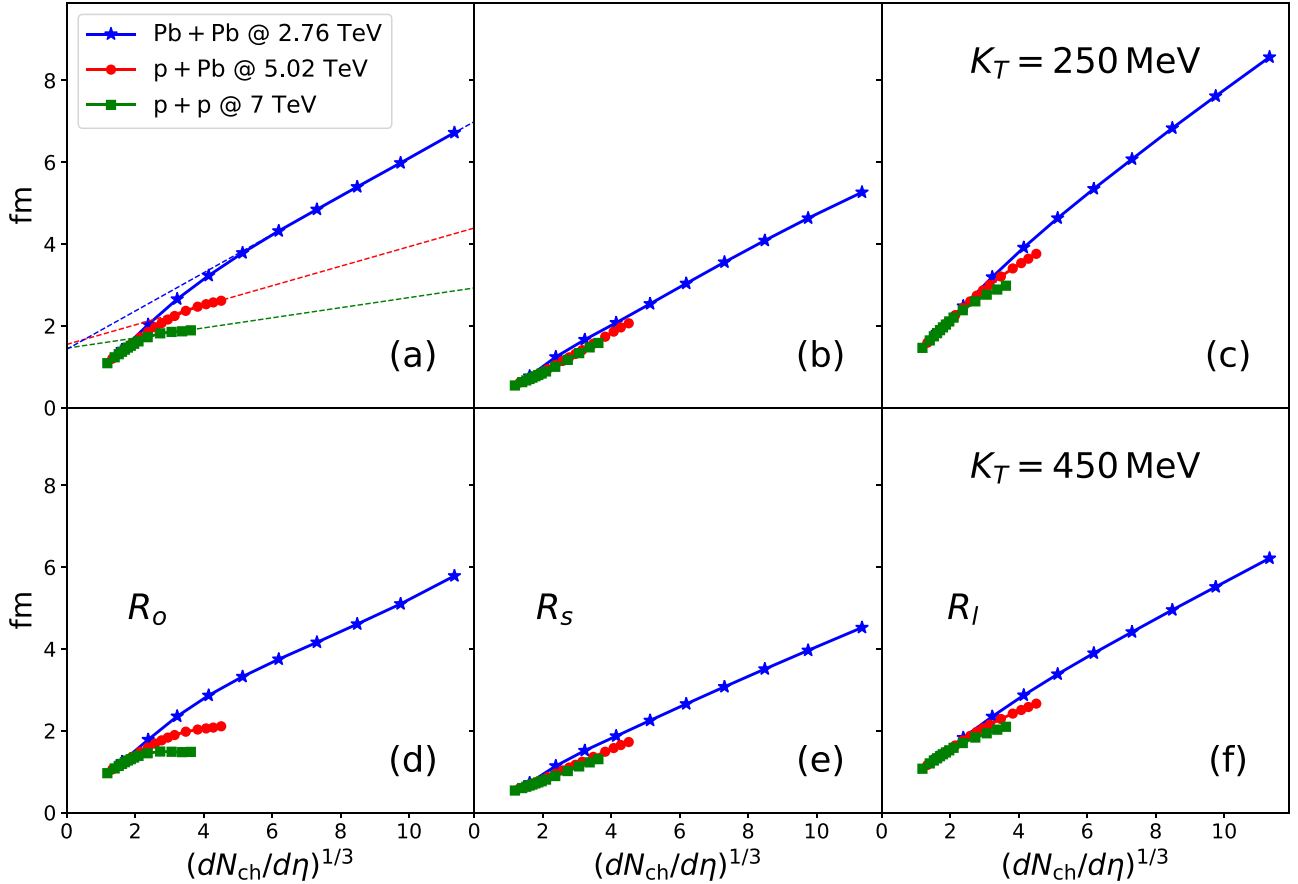 Pb + Pb @ 2.76 TeV
p + Pb @ 5.02 TeV
p + p @ 7 TeV
K_T = 250 MeV
8
6
4
2
0
fm
(a)
(b)
(c)
K_T = 450 MeV
8
6
4
2
0
fm
R_o
R_s
R_l
(d)
(e)
(f)
0 2 4 6 8 10
2 4 6 8 10
2 4 6 8 10
(dN_ch/dη)^1/3
(dN_ch/dη)^1/3
(dN_ch/dη)^1/3